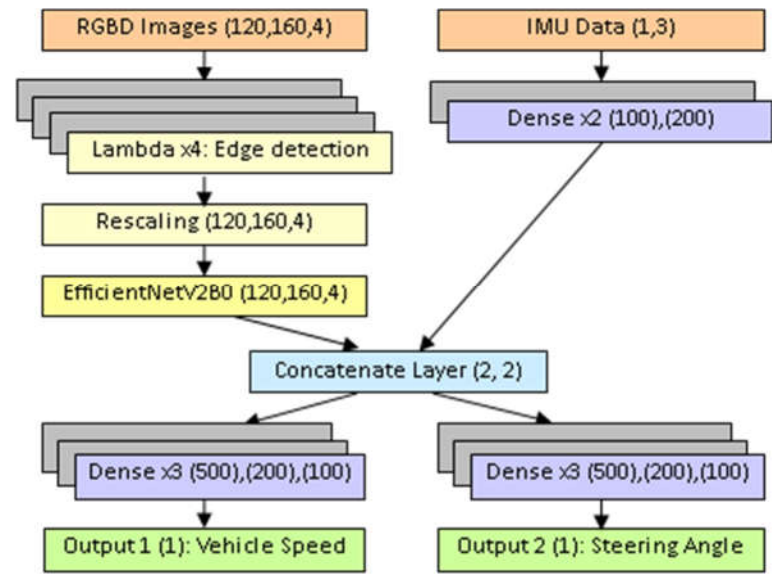 RGBD Images (120,160,4)
IMU Data (1,3)
Lambda x4: Edge detection
Dense x2 (100),(200)
Rescaling (120,160,4)
EfficientNetV2B0 (120,160,4)
Concatenate Layer (2, 2)
Dense x3 (500),(200),(100)
Dense x3 (500),(200),(100)
Output 1 (1): Vehicle Speed
Output 2 (1): Steering Angle